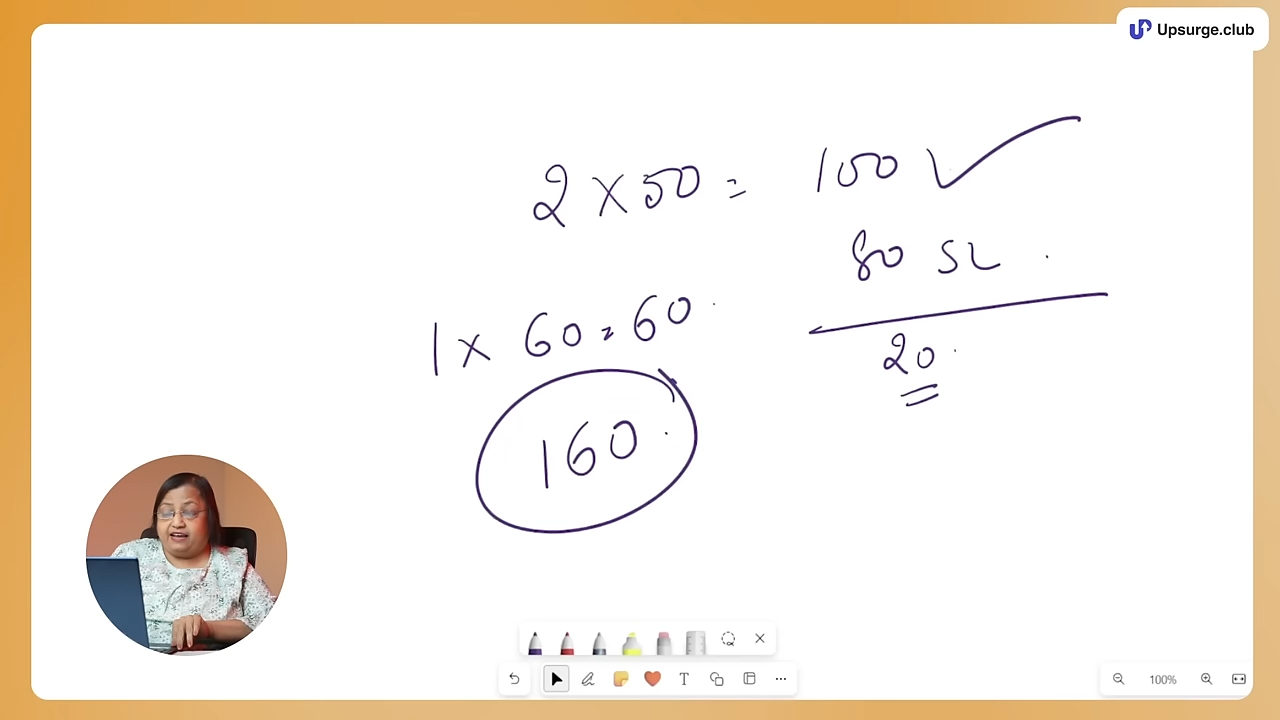 Upsurge.club
2 x 50 = 100 ✓
80 SL .
20 .
1 x 60 = 60 .
160 .
T
100%